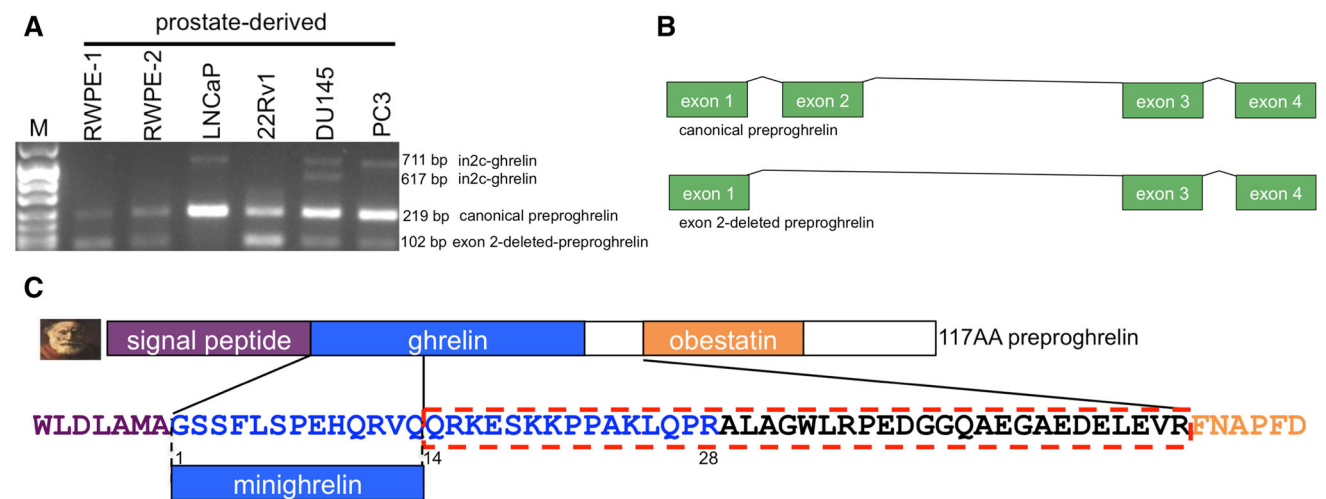 A
prostate-derived
RWPE-1 RWPE-2 LNCaP 22Rv1 DU145 PC3
M
711 bp in2c-ghrelin
617 bp in2c-ghrelin
219 bp canonical preproghrelin
102 bp exon 2-deleted-preproghrelin
B
exon 1 exon 2 exon 3 exon 4
canonical preproghrelin
exon 1 exon 3 exon 4
exon 2-deleted preproghrelin
C
signal peptide ghrelin obestatin 117AA preproghrelin
WLDLAMAGSSFLSPEHQRVQQRKESKKPPAKLQPRALAGWLRPEDGGQAEGAEDELEVRFNAPFD
1 14 28
minighrelin